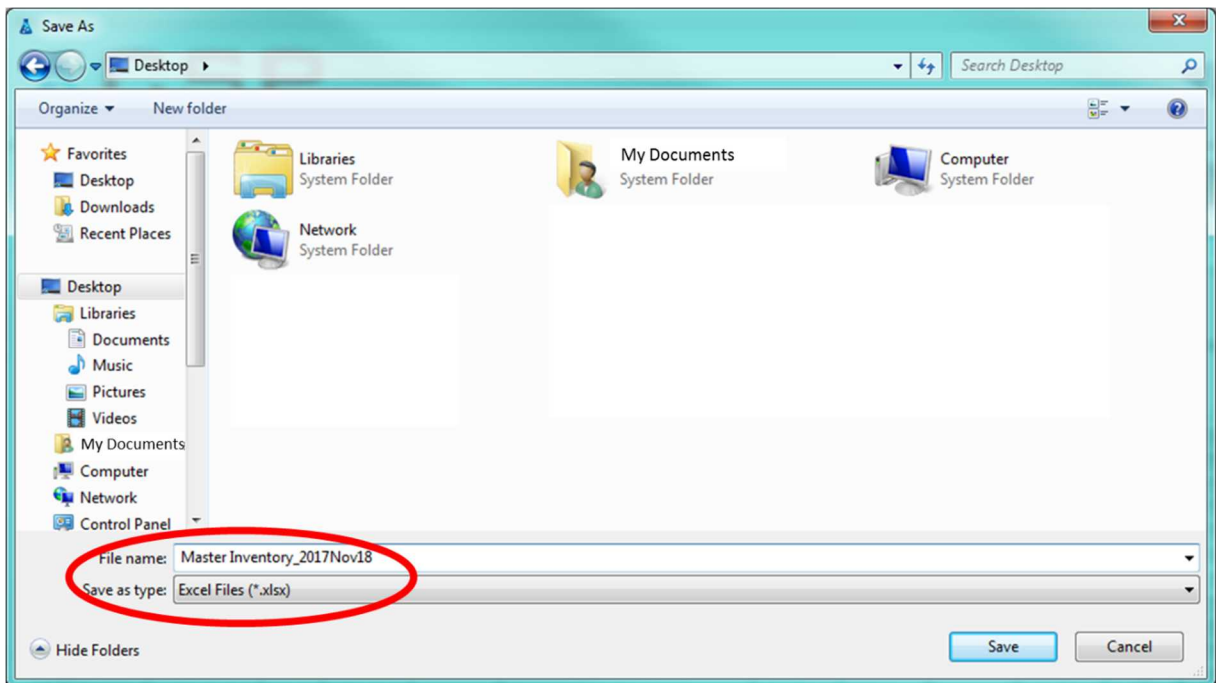 Save As
Desktop
Search Desktop
Organize
New folder
Favorites
Desktop
Downloads
Recent Places
Desktop
Libraries
Documents
Music
Pictures
Videos
My Documents
Computer
Network
Control Panel
Libraries
System Folder
My Documents
System Folder
Computer
System Folder
Network
System Folder
File name: Master Inventory_2017Nov18
Save as type: Excel Files (*.xlsx)
Hide Folders
Save
Cancel